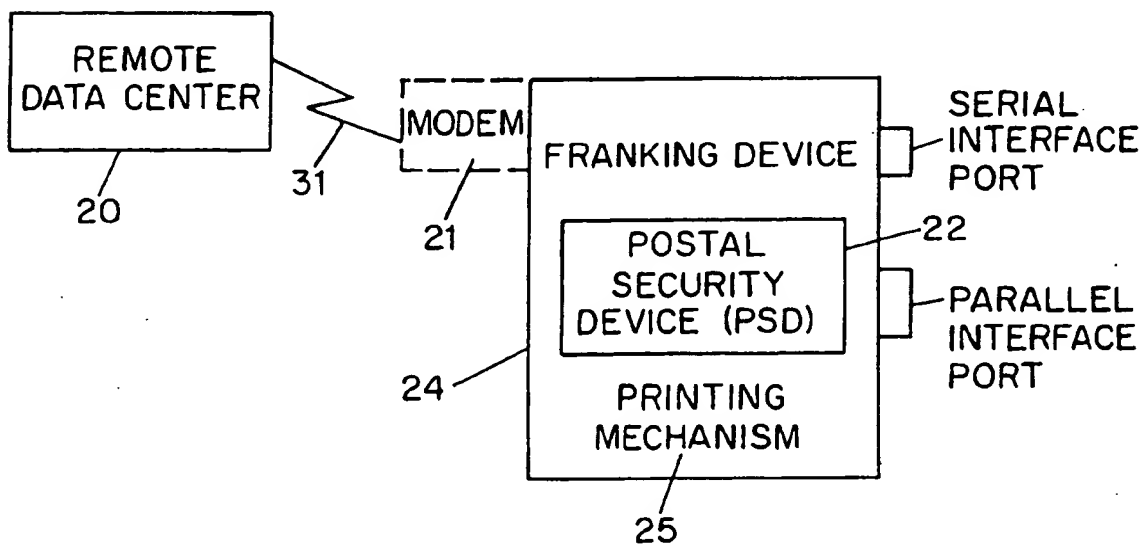 REMOTE
DATA CENTER
20
31
MODEM
21
FRANKING DEVICE
POSTAL
SECURITY
DEVICE (PSD)
22
24
PRINTING
MECHANISM
25
SERIAL
INTERFACE
PORT
PARALLEL
INTERFACE
PORT